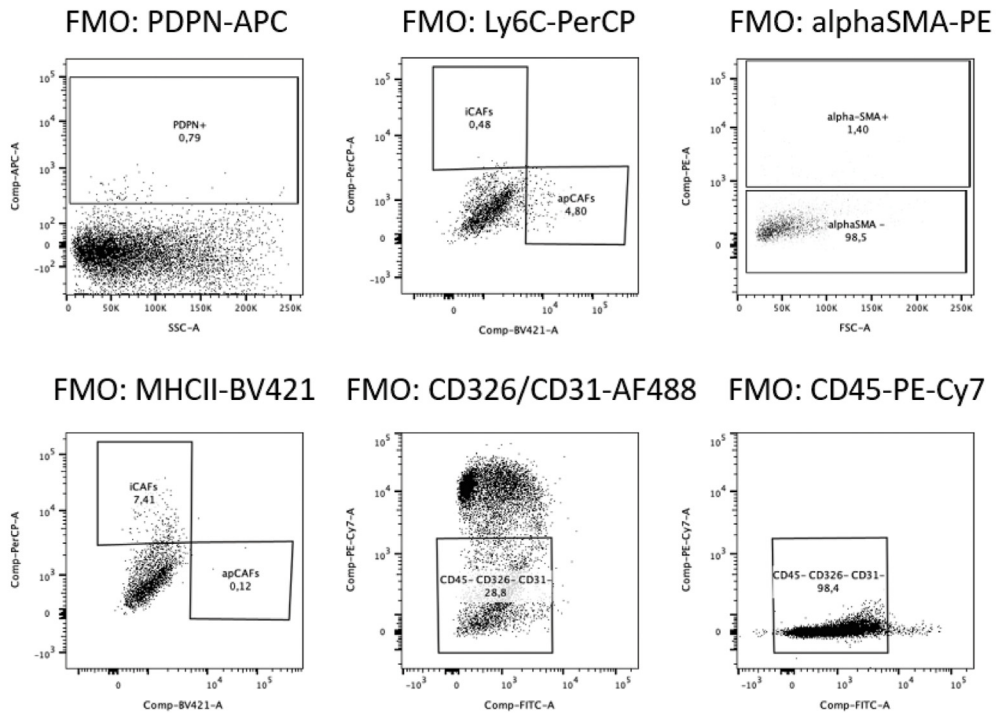 FMO: PDPN-APC
FMO: Ly6C-PerCP
FMO: alphaSMA-PE
10⁵
10⁴
10³
10²
0
-10²
Comp-APC-A
PDPN+
0,79
0
50K
100K
150K
200K
250K
SSC-A
10⁵
10⁴
10³
0
-10³
Comp-PerCP-A
iCAFs
0,48
apCAFs
4,80
0
10⁴
10⁵
Comp-BV421-A
10⁵
10⁴
10³
0
Comp-PE-A
alpha-SMA+
1,40
alphaSMA -
98,5
0
50K
100K
150K
200K
250K
FSC-A
FMO: MHCII-BV421
FMO: CD326/CD31-AF488
FMO: CD45-PE-Cy7
10⁵
10⁴
10³
0
-10³
Comp-PerCP-A
iCAFs
7,41
apCAFs
0,12
0
10⁴
10⁵
Comp-BV421-A
10⁵
10⁴
10³
0
Comp-PE-Cy7-A
CD45- CD326- CD31-
28,8
0
10³
10⁴
10⁵
Comp-FITC-A
10⁵
10⁴
10³
0
Comp-PE-Cy7-A
CD45- CD326- CD31-
98,4
-10³
0
10³
10⁴
10⁵
Comp-FITC-A